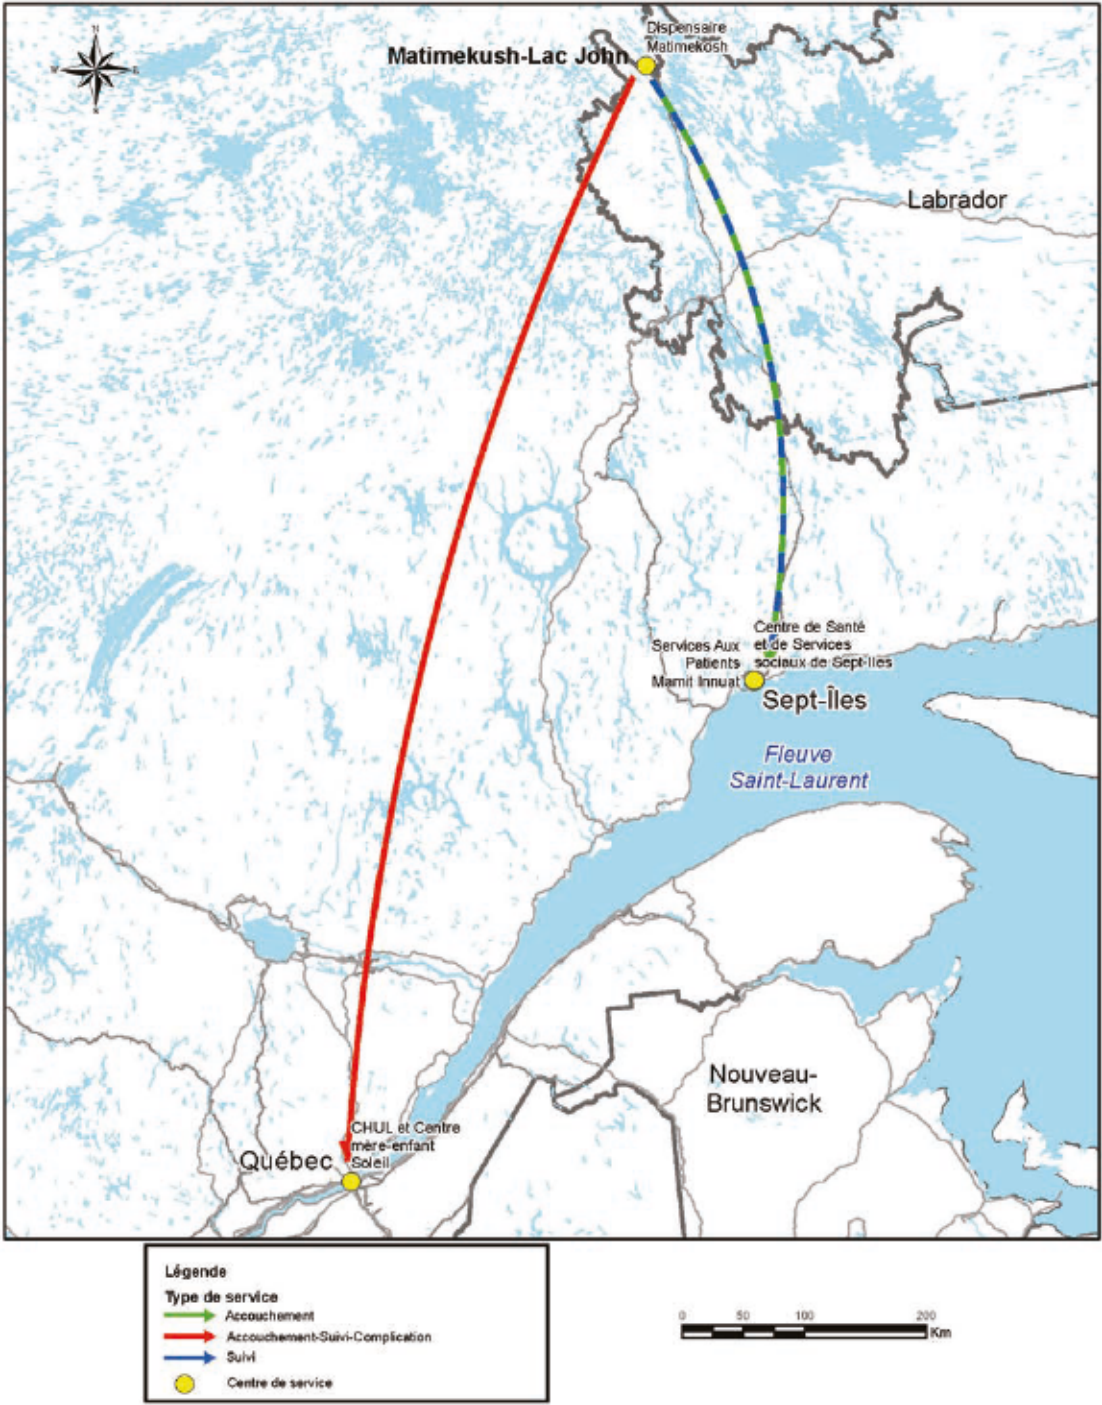 Dispensaire
Matimekosh
Matimekush-Lac John
N
W
E
Labrador
Centre de Santé
et de Services
sociaux de Sept-Iles
Services Aux
Patients
Mamit Innuat
Sept-Îles
Fleuve
Saint-Laurent
Nouveau-
Brunswick
CHUL et Centre
mère-enfant
Soleil
Québec
Légende
Type de service
Accouchement
Accouchement-Suivi-Complication
Suivi
Centre de service
0 50 100 200
Km